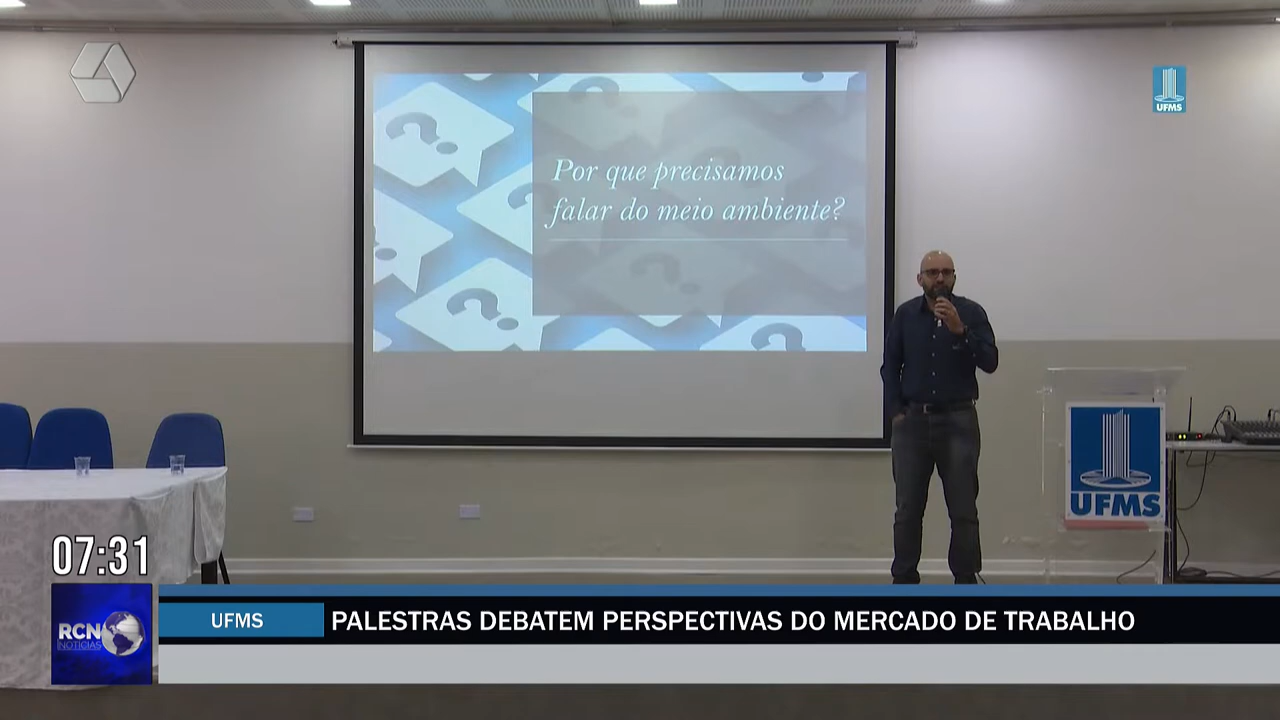 UFMS
Por que precisamos
falar do meio ambiente?
UFMS
07:31
RCN
NOTÍCIAS
UFMS
PALESTRAS DEBATEM PERSPECTIVAS DO MERCADO DE TRABALHO